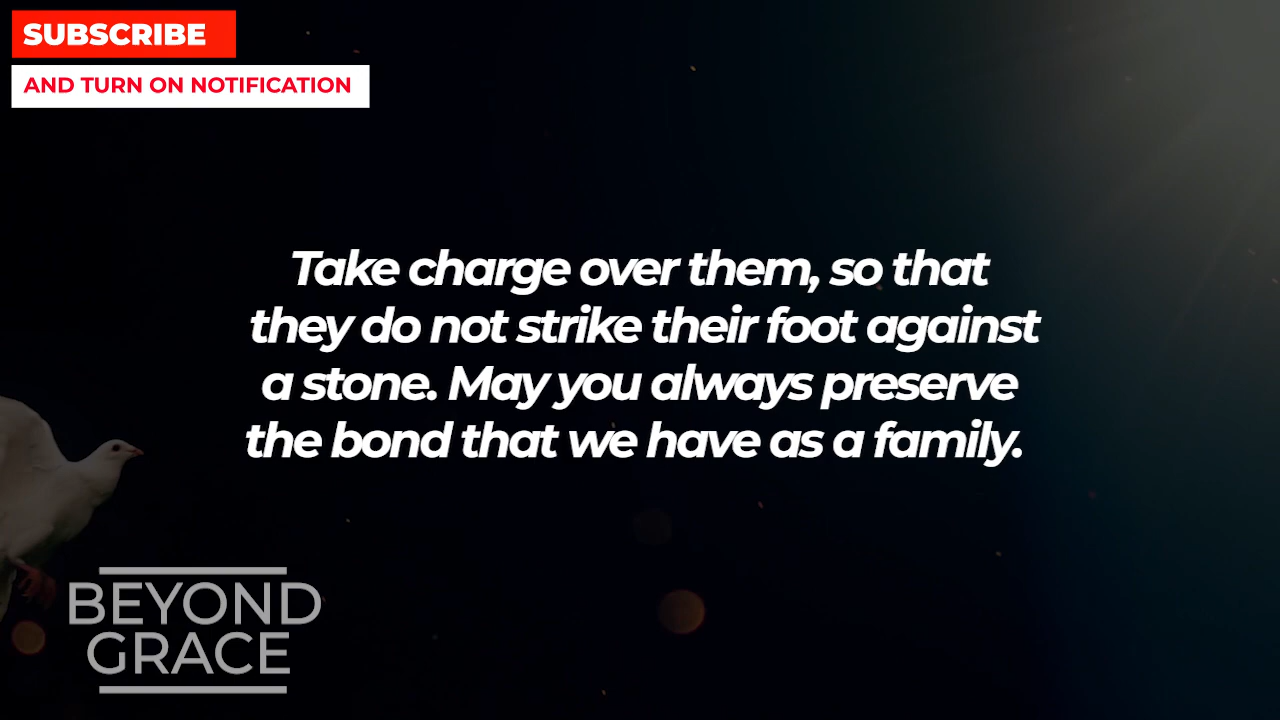 SUBSCRIBE
AND TURN ON NOTIFICATION
Take charge over them, so that
they do not strike their foot against
a stone. May you always preserve
the bond that we have as a family.
BEYOND
GRACE